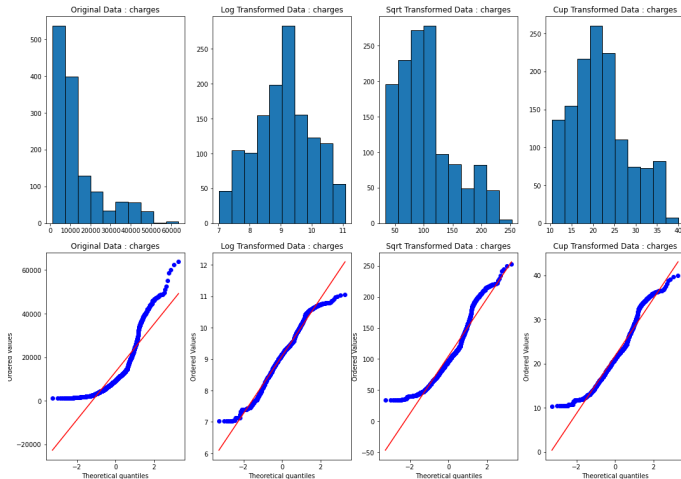 Original Data : charges
Log Transformed Data : charges
Sqrt Transformed Data : charges
Cup Transformed Data : charges
500
400
300
200
100
0
0 10000 20000 30000 40000 50000 60000
250
200
150
100
50
0
7 8 9 10 11
250
200
150
100
50
0
50 100 150 200 250
250
200
150
100
50
0
10 15 20 25 30 35 40
Original Data : charges
Log Transformed Data : charges
Sqrt Transformed Data : charges
Cup Transformed Data : charges
Ordered Values
60000
40000
20000
0
−20000
−2 0 2
Theoretical quantiles
Ordered Values
12
11
10
9
8
7
6
−2 0 2
Theoretical quantiles
Ordered Values
250
200
150
100
50
0
−50
−2 0 2
Theoretical quantiles
Ordered Values
40
30
20
10
0
−2 0 2
Theoretical quantiles